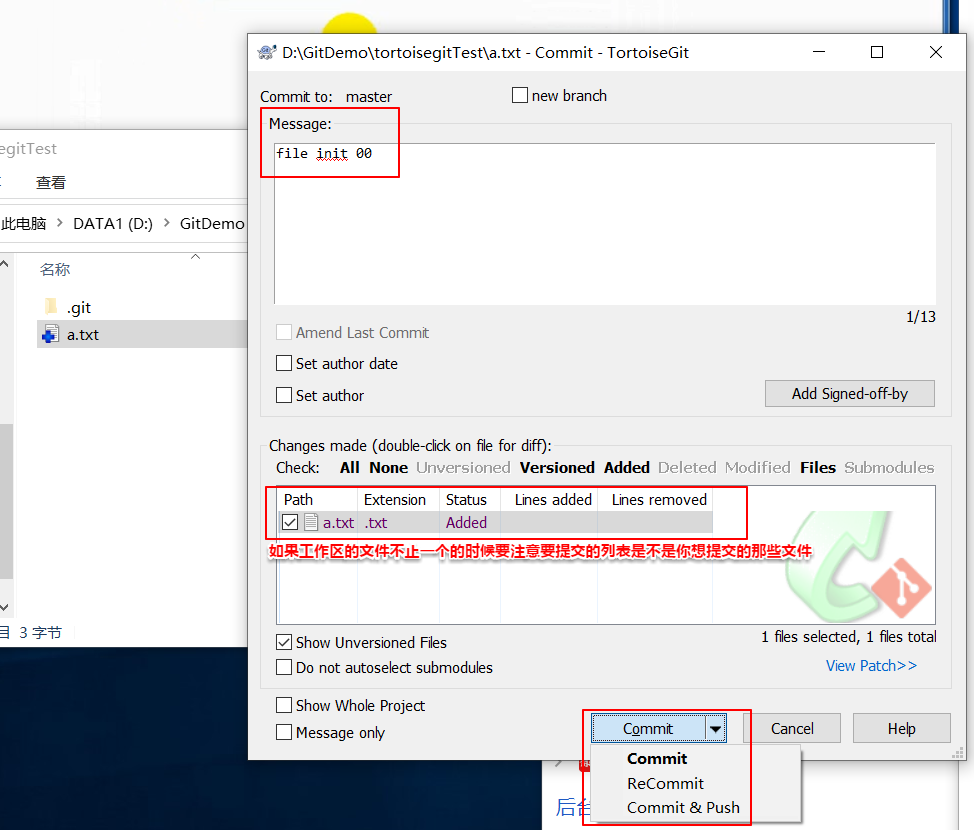 D:\GitDemo\tortoisegitTest\a.txt - Commit - TortoiseGit
Commit to: master
new branch
Message:
file init 00
1/13
Amend Last Commit
Set author date
Set author
Add Signed-off-by
egitTest
查看
此电脑 > DATA1 (D:) > GitDemo
名称
.git
a.txt
3 字节
Changes made (double-click on file for diff):
Check: All None Unversioned Versioned Added Deleted Modified Files Submodules
Path Extension Status Lines added Lines removed
a.txt .txt Added
如果工作区的文件不止一个的时候要注意要提交的列表是不是你想提交的那些文件
Show Unversioned Files
1 files selected, 1 files total
Do not autoselect submodules
View Patch>>
Show Whole Project
Message only
Commit
Cancel
Help
Commit
ReCommit
Commit & Push
后台